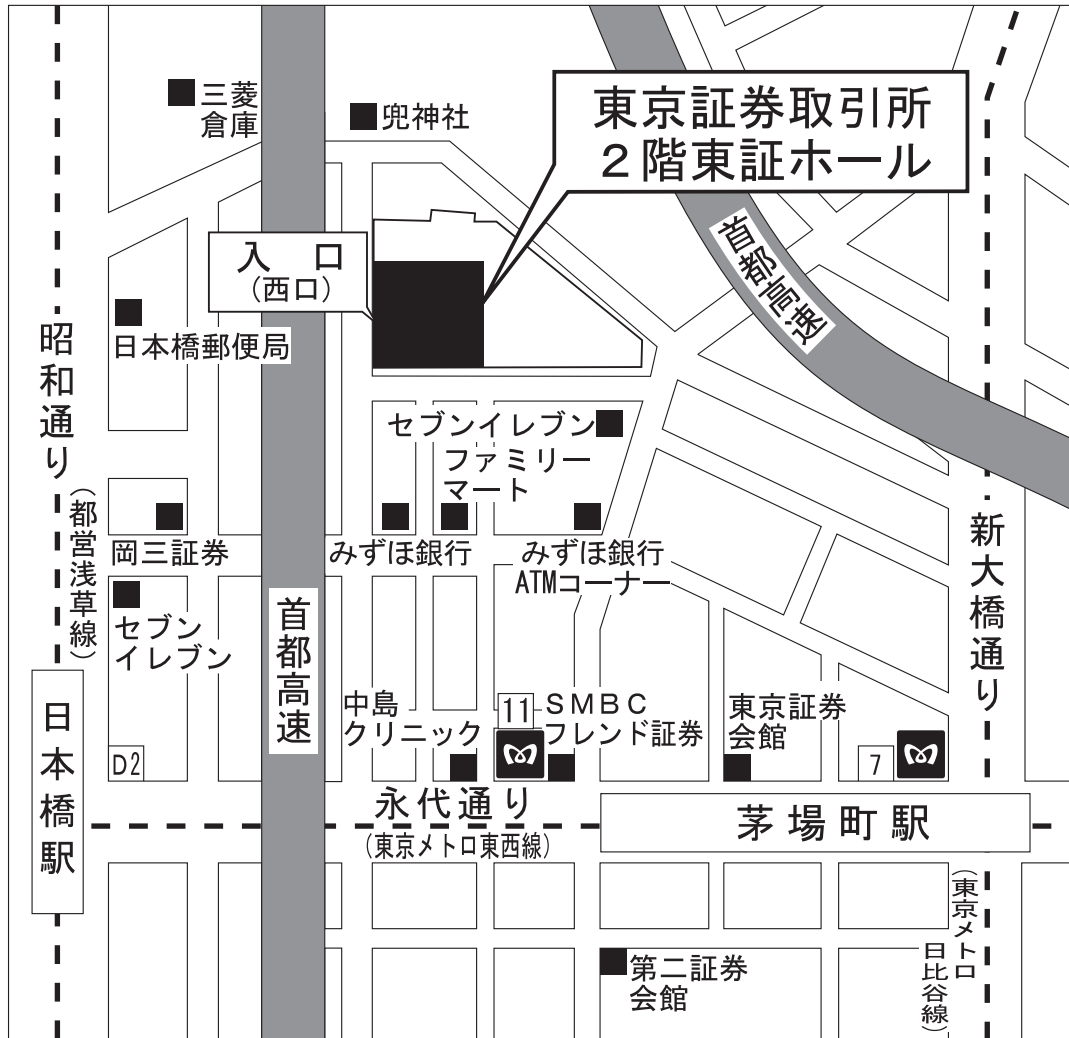 三菱
倉庫
兜神社
東京証券取引所
２階東証ホール
入　口
(西口)
首都高速
日本橋郵便局
昭和通り
(都営浅草線)
セブンイレブン
ファミリー
マート
岡三証券
みずほ銀行
みずほ銀行
ATMコーナー
新大橋通り
セブン
イレブン
首都高速
日本橋駅
D2
中島
クリニック
11
ＳＭＢＣ
フレンド証券
東京証券
会館
7
永代通り
(東京メトロ東西線)
茅場町駅
(東京メトロ
日比谷線)
第二証券
会館